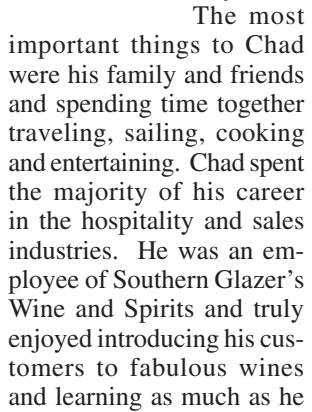 The most
important things to Chad
were his family and friends
and spending time together
traveling, sailing, cooking
and entertaining. Chad spent
the majority of his career
in the hospitality and sales
industries. He was an em-
ployee of Southern Glazer's
Wine and Spirits and truly
enjoyed introducing his cus-
tomers to fabulous wines
and learning as much as he